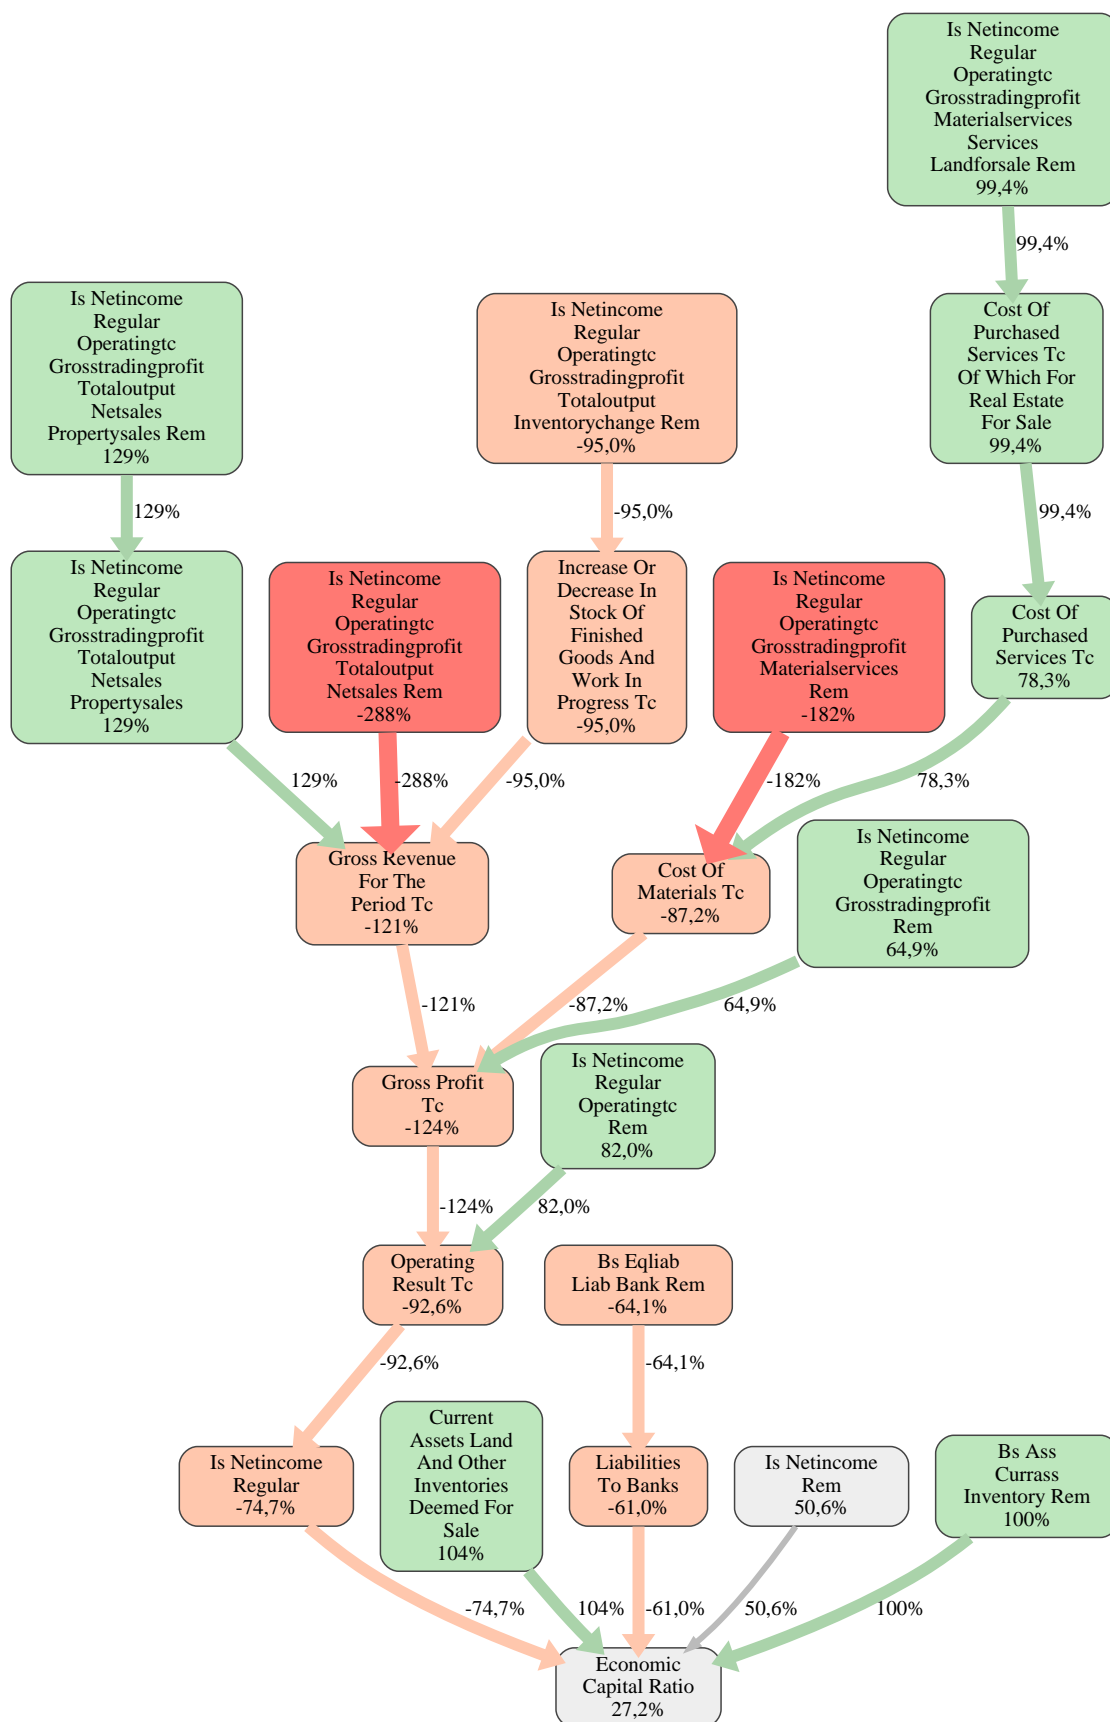 Is Netincome
Regular
Operatingtc
Grosstradingprofit
Materialservices
Services
Landforsale Rem
99,4%
99,4%
Is Netincome
Regular
Operatingtc
Grosstradingprofit
Totaloutput
Netsales
Propertysales Rem
129%
Is Netincome
Regular
Operatingtc
Grosstradingprofit
Totaloutput
Inventorychange Rem
-95,0%
Cost Of
Purchased
Services Tc
Of Which For
Real Estate
For Sale
99,4%
129%
-95,0%
99,4%
Is Netincome
Regular
Operatingtc
Grosstradingprofit
Totaloutput
Netsales
Propertysales
129%
Is Netincome
Regular
Operatingtc
Grosstradingprofit
Totaloutput
Netsales Rem
-288%
Increase Or
Decrease In
Stock Of
Finished
Goods And
Work In
Progress Tc
-95,0%
Is Netincome
Regular
Operatingtc
Grosstradingprofit
Materialservices
Rem
-182%
Cost Of
Purchased
Services Tc
78,3%
129%
-288%
-95,0%
-182%
78,3%
Gross Revenue
For The
Period Tc
-121%
Cost Of
Materials Tc
-87,2%
Is Netincome
Regular
Operatingtc
Grosstradingprofit
Rem
64,9%
-121%
-87,2%
64,9%
Gross Profit
Tc
-124%
Is Netincome
Regular
Operatingtc
Rem
82,0%
-124%
82,0%
Operating
Result Tc
-92,6%
Bs Eqliab
Liab Bank Rem
-64,1%
-92,6%
-64,1%
Is Netincome
Regular
-74,7%
Current
Assets Land
And Other
Inventories
Deemed For
Sale
104%
Liabilities
To Banks
-61,0%
Is Netincome
Rem
50,6%
Bs Ass
Currass
Inventory Rem
100%
-74,7%
104%
-61,0%
50,6%
100%
Economic
Capital Ratio
27,2%